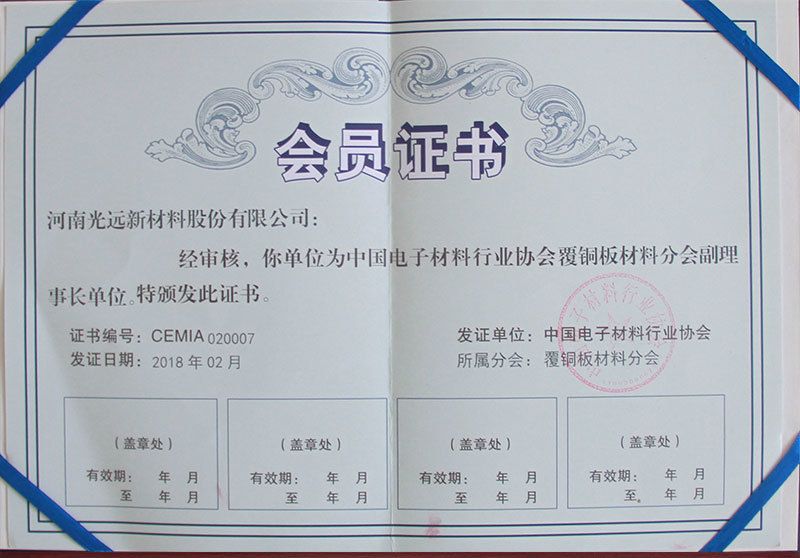 会员证书
河南光远新材料股份有限公司：
经审核，你单位为中国电子材料行业协会覆铜板材料分会副理
事长单位。特颁发此证书。
证书编号：CEMIA 020007
发证单位：中国电子材料行业协会
发证日期：2018 年 02 月
所属分会：覆铜板材料分会
（盖章处）
有效期： 年 月
至 年 月
（盖章处）
有效期： 年 月
至 年 月
（盖章处）
有效期： 年 月
至 年 月
（盖章处）
有效期： 年 月
至 年 月